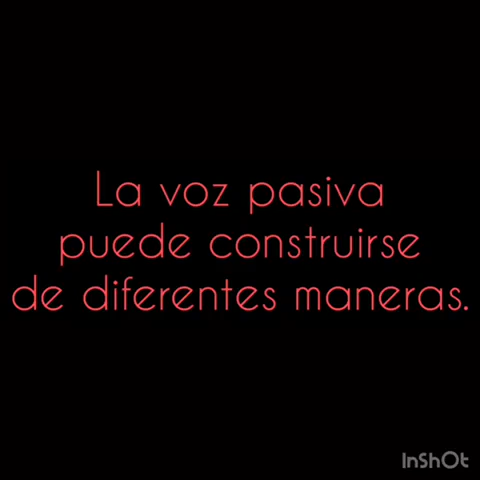 La voz pasiva
puede construirse
de diferentes maneras.
InShOt